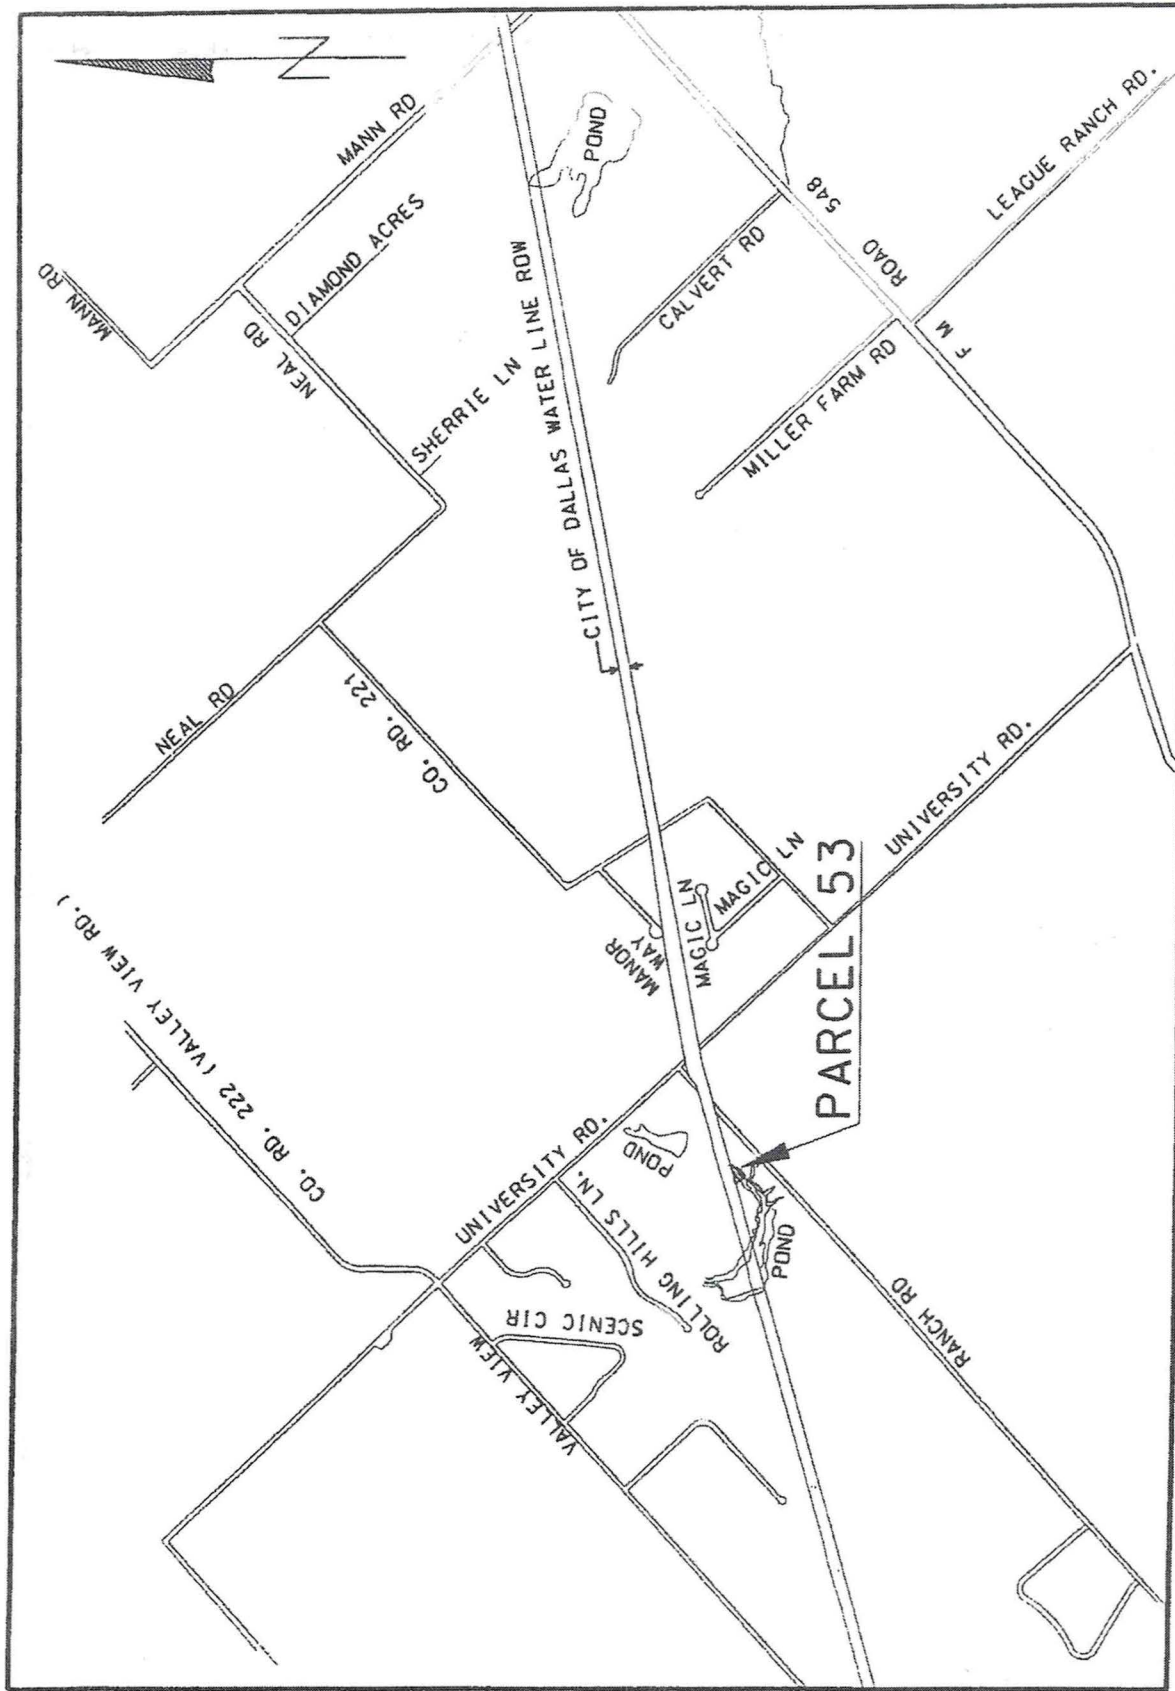 N
MANN RD
MANN RD
DIAMOND ACRES
NEAL RD
SHERRIE LN
POND
CITY OF DALLAS WATER LINE ROW
CALVERT RD
548
ROAD
F M
LEAGUE RANCH RD.
MILLER FARM RD
NEAL RD
CO. RD. 221
UNIVERSITY RD.
MANOR
WAY
MAGIC LN
MAGIC LN
PARCEL 53
CO. RD. 222 (VALLEY VIEW RD.)
UNIVERSITY RD.
POND
ROLLING HILLS LN.
SCENIC CIR
VALLEY VIEW
POND
RANCH RD